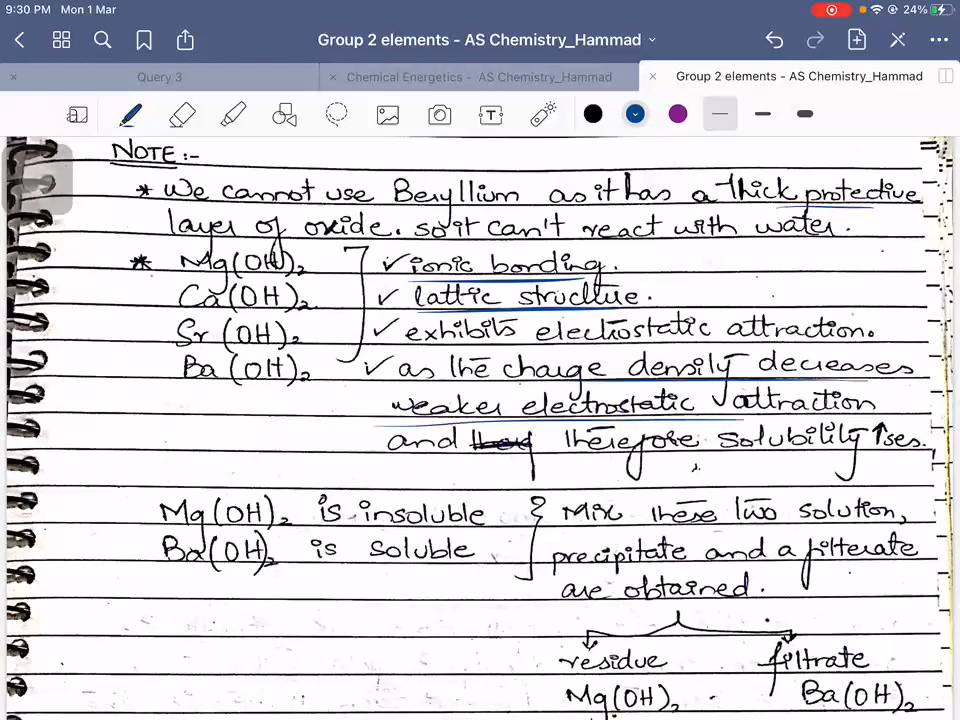 9:30 PM Mon 1 Mar
24%
Group 2 elements - AS Chemistry_Hammad
Query 3
Chemical Energetics - AS Chemistry_Hammad
Group 2 elements - AS Chemistry_Hammad
NOTE:-
* We cannot use Beryllium as it has a thick protective
layer of oxide. so it can't react with water.
* Mg(OH)₂ ✓ionic bonding.
Ca(OH)₂ ✓ lattic structure.
Sr(OH)₂ ✓exhibits electrostatic attraction.
Ba(OH)₂ ✓ as the charge density decreases
weaker electrostatic attraction
and therefore solubility ↑ses.
Mg(OH)₂ is insoluble } Mix these two solution,
Ba(OH)₂ is soluble precipitate and a filterate
are obtained.
residue filtrate
Mg(OH)₂ Ba(OH)₂